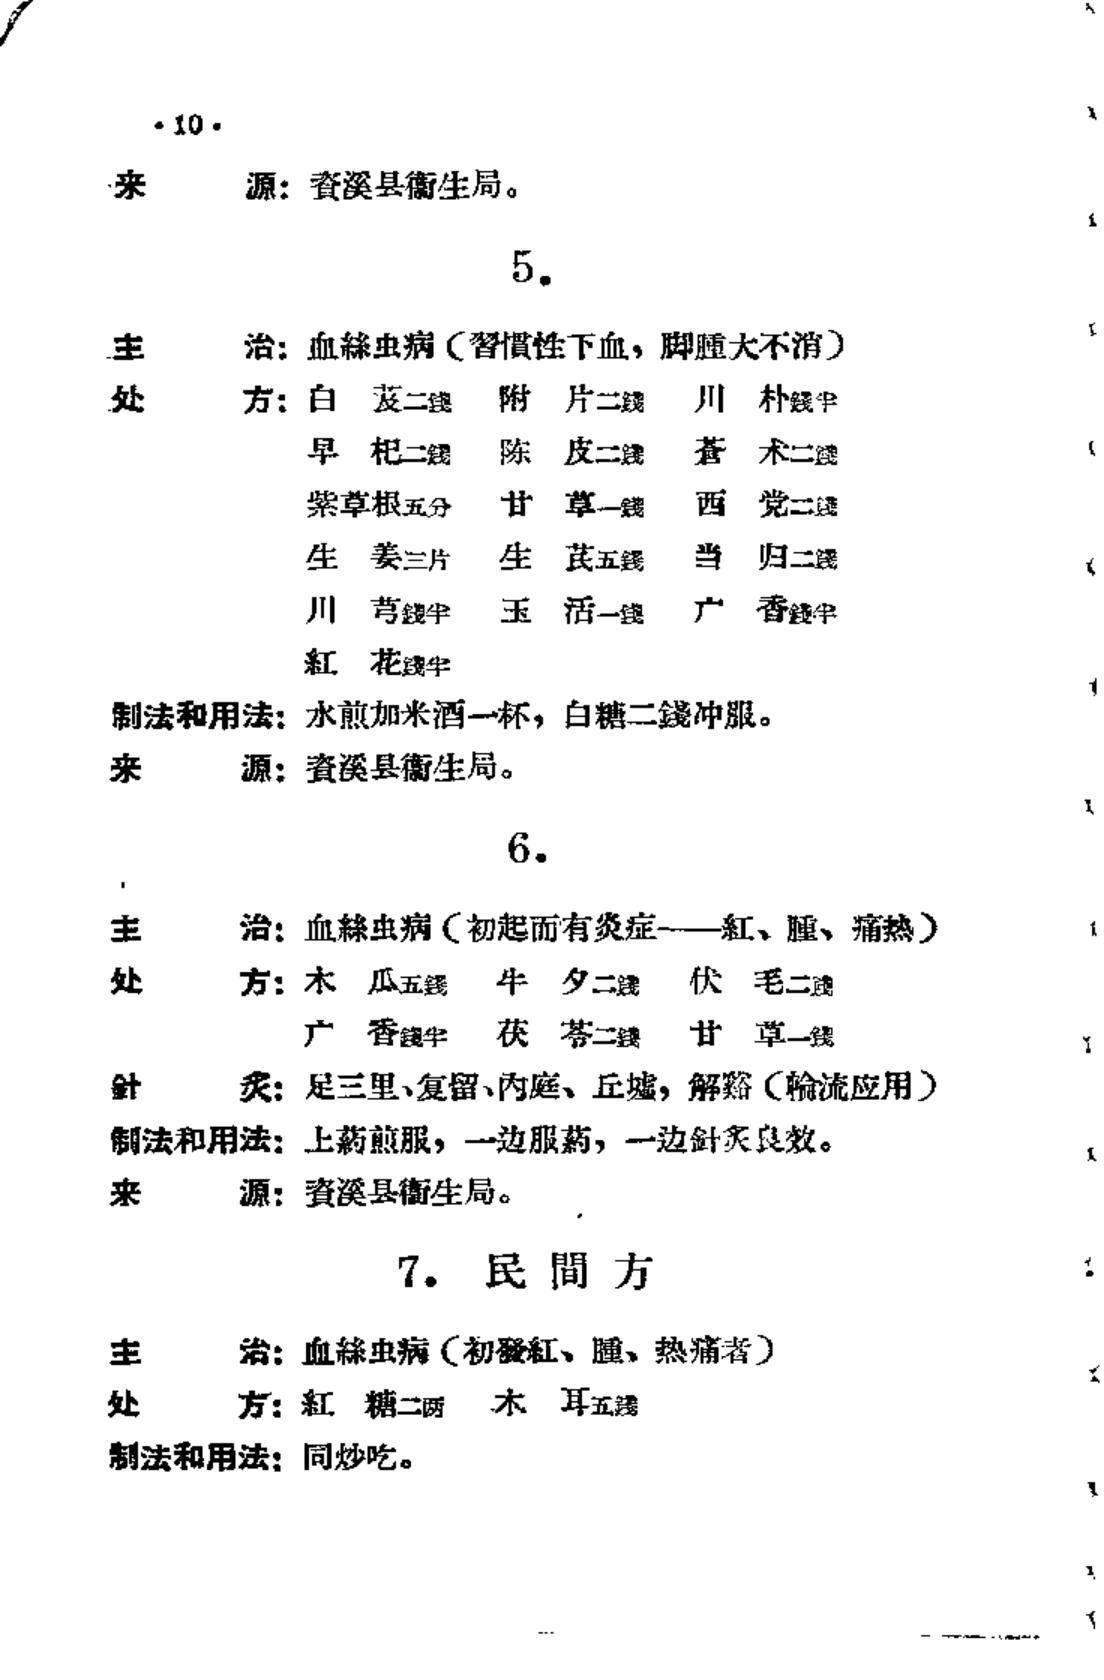 ·10·
来 源：資溪县衞生局。
5.
主 治：血絲虫病（習慣性下血，脚腫大不消）
处 方：白 芨二錢 附 片二錢 川 朴錢半
早 杞二錢 陈 皮二錢 蒼 术二錢
紫草根五分 甘 草一錢 西 党二錢
生 姜三片 生 芪五錢 当 归二錢
川 芎錢半 玉 活一錢 广 香錢半
紅 花錢半
制法和用法：水煎加米酒一杯，白糖二錢冲服。
来 源：資溪县衞生局。
6.
主 治：血絲虫病（初起而有炎症——紅、腫、痛热）
处 方：木 瓜五錢 牛 夕二錢 伏 毛二錢
广 香錢半 茯 苓二錢 甘 草一錢
針 炙：足三里、复留、內庭、丘墟，解谿（輪流应用）
制法和用法：上葯煎服，一边服葯，一边針炙良效。
来 源：資溪县衞生局。
7. 民間方
主 治：血絲虫病（初發紅、腫、热痛者）
处 方：紅 糖二两 木 耳五錢
制法和用法：同炒吃。